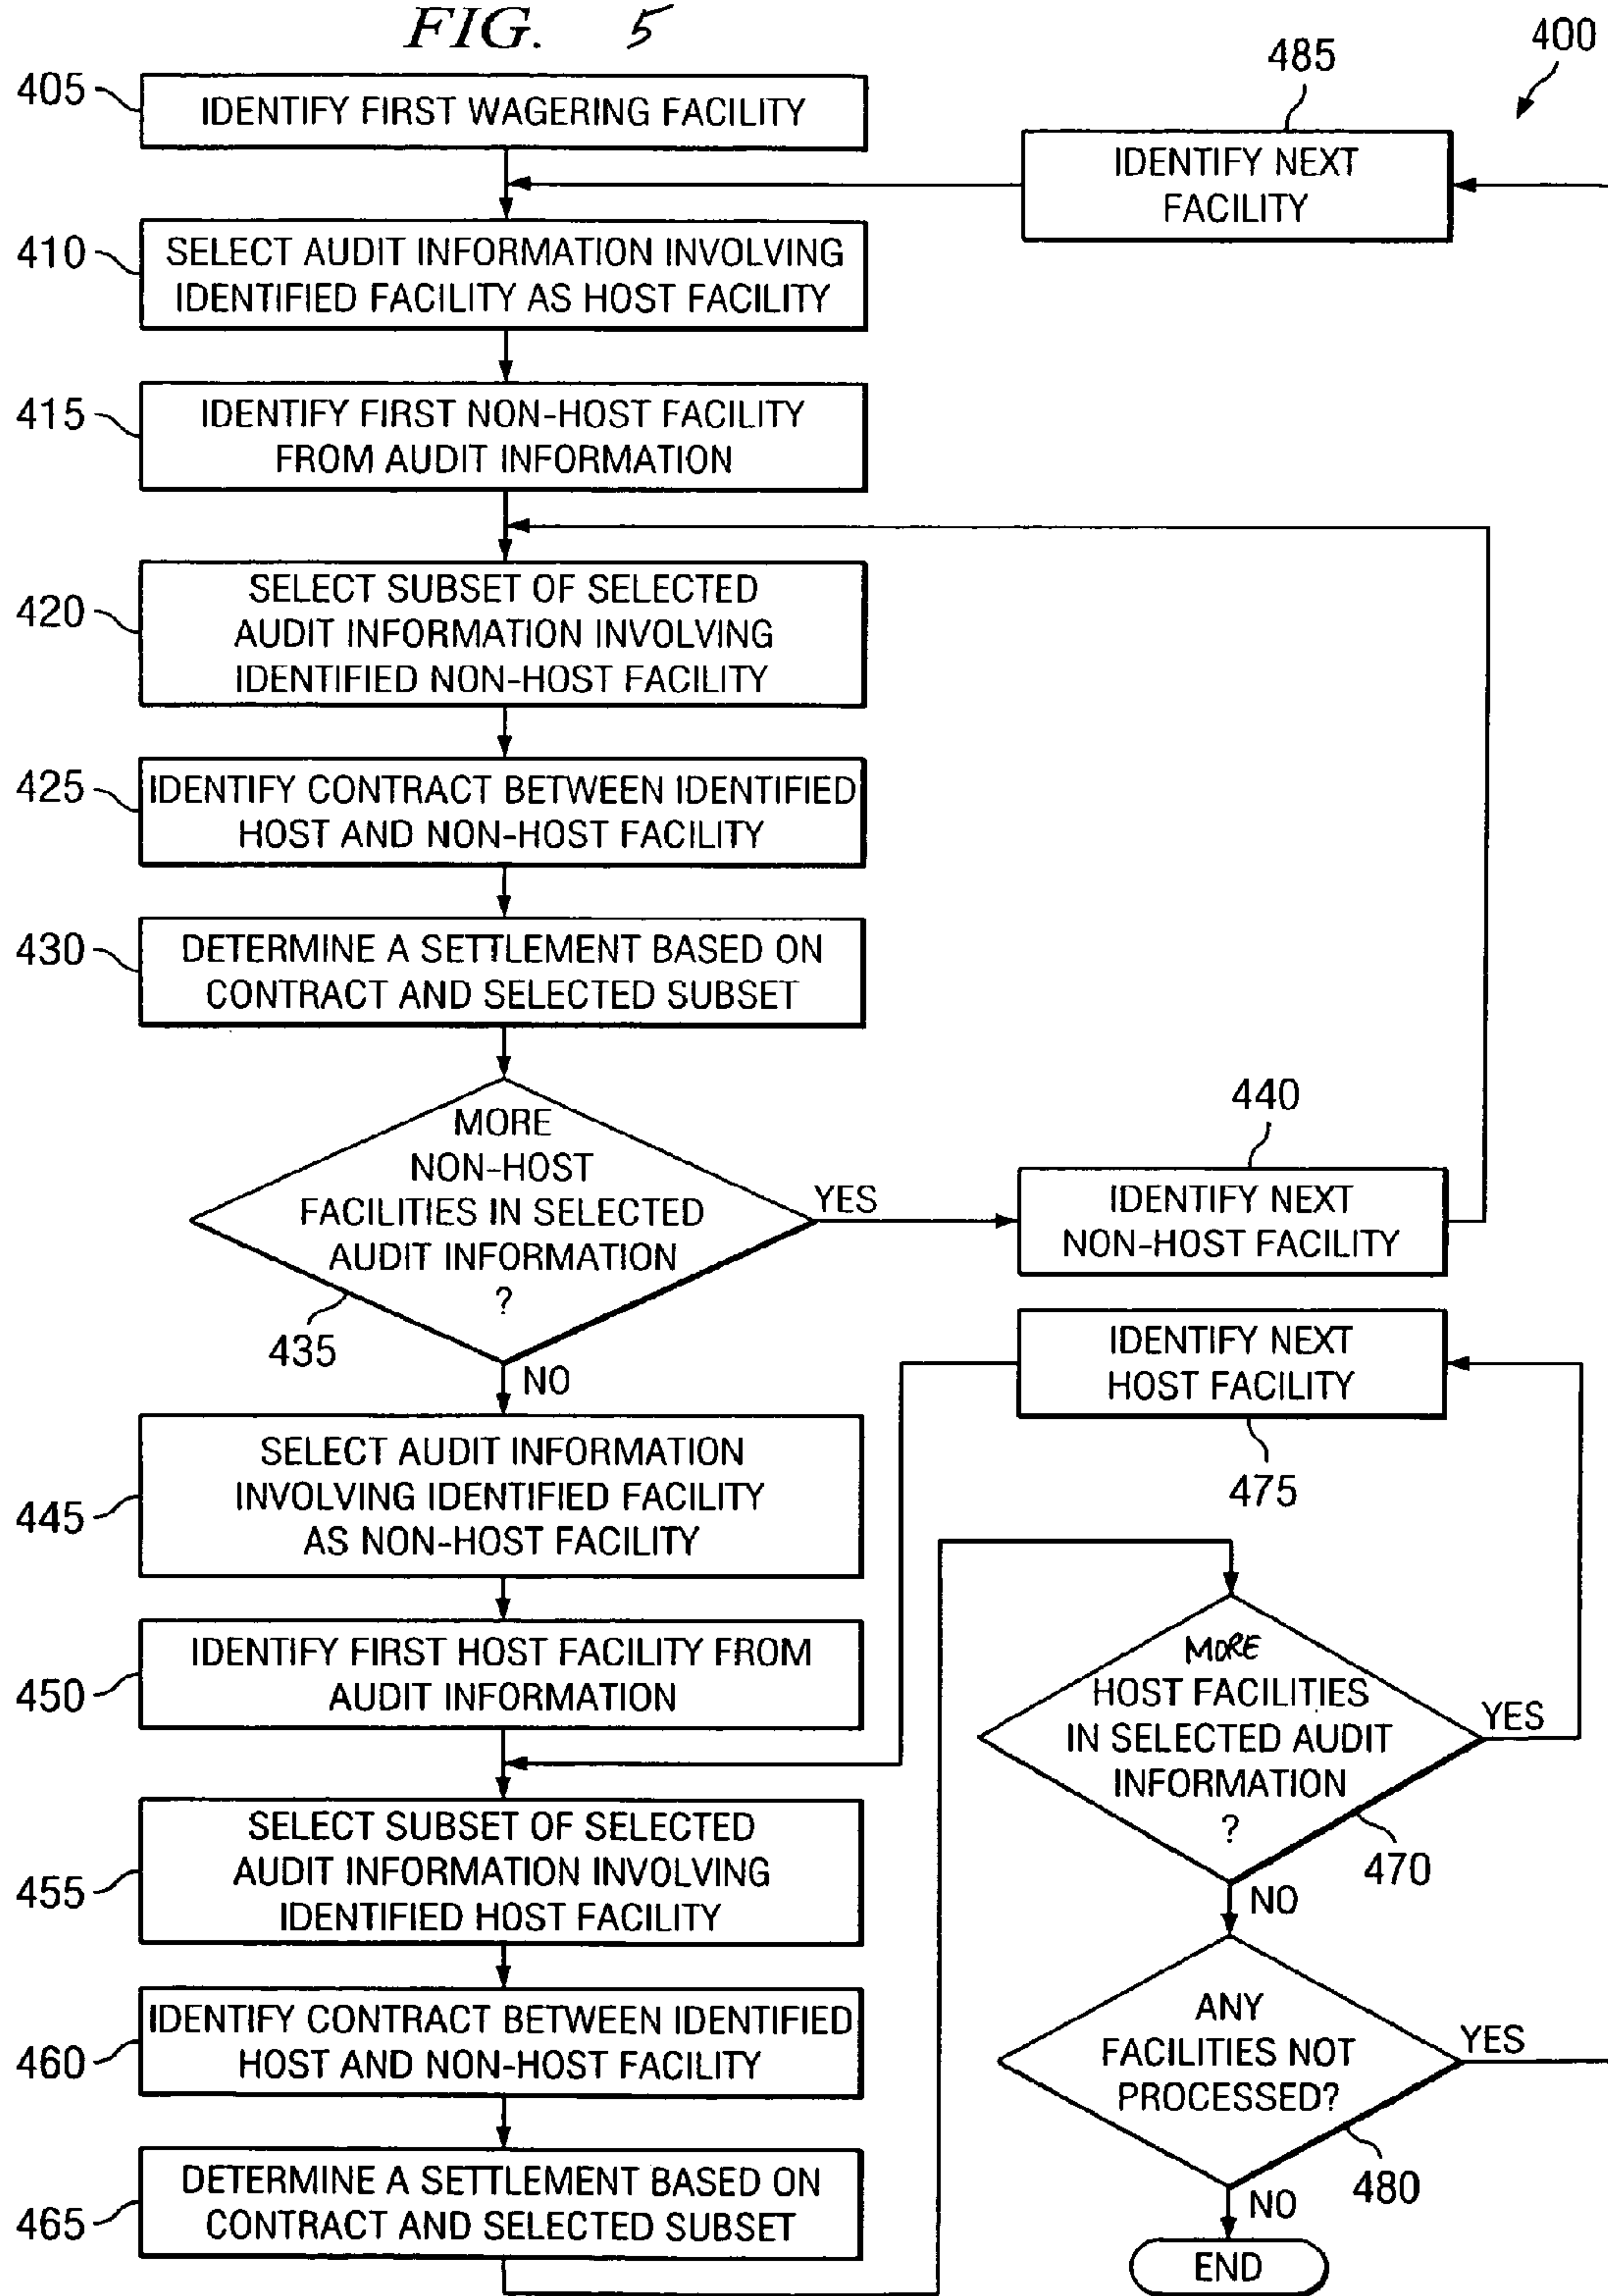 FIG. 5
400
405
IDENTIFY FIRST WAGERING FACILITY
485
IDENTIFY NEXT
FACILITY
410
SELECT AUDIT INFORMATION INVOLVING
IDENTIFIED FACILITY AS HOST FACILITY
415
IDENTIFY FIRST NON-HOST FACILITY
FROM AUDIT INFORMATION
420
SELECT SUBSET OF SELECTED
AUDIT INFORMATION INVOLVING
IDENTIFIED NON-HOST FACILITY
425
IDENTIFY CONTRACT BETWEEN IDENTIFIED
HOST AND NON-HOST FACILITY
430
DETERMINE A SETTLEMENT BASED ON
CONTRACT AND SELECTED SUBSET
MORE
NON-HOST
FACILITIES IN SELECTED
AUDIT INFORMATION
?
435
YES
NO
440
IDENTIFY NEXT
NON-HOST FACILITY
IDENTIFY NEXT
HOST FACILITY
475
445
SELECT AUDIT INFORMATION
INVOLVING IDENTIFIED FACILITY
AS NON-HOST FACILITY
450
IDENTIFY FIRST HOST FACILITY FROM
AUDIT INFORMATION
455
SELECT SUBSET OF SELECTED
AUDIT INFORMATION INVOLVING
IDENTIFIED HOST FACILITY
460
IDENTIFY CONTRACT BETWEEN IDENTIFIED
HOST AND NON-HOST FACILITY
465
DETERMINE A SETTLEMENT BASED ON
CONTRACT AND SELECTED SUBSET
MORE
HOST FACILITIES
IN SELECTED AUDIT
INFORMATION
?
470
YES
NO
ANY
FACILITIES NOT
PROCESSED?
480
YES
NO
END